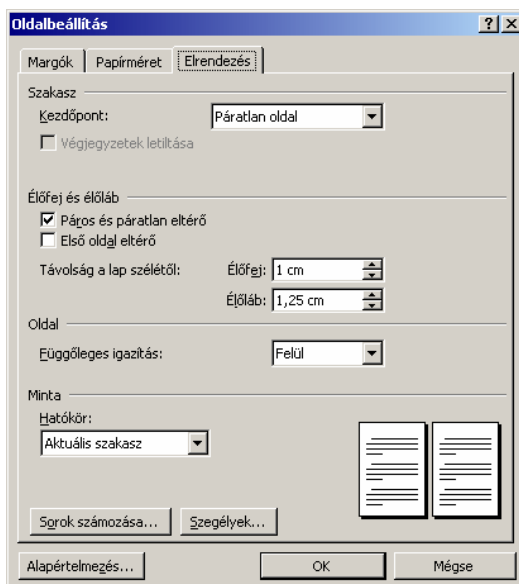 Oldalbeállítás
Margók Papírméret Elrendezés
Szakasz
Kezdőpont: Páratlan oldal
Végjegyzetek letiltása
Élőfej és élőláb
Páros és páratlan eltérő
Első oldal eltérő
Távolság a lap szélétől: Élőfej: 1 cm
Élőláb: 1,25 cm
Oldal
Függőleges igazítás: Felül
Minta
Hatókör:
Aktuális szakasz
Sorok számozása... Szegélyek...
Alapértelmezés... OK Mégse